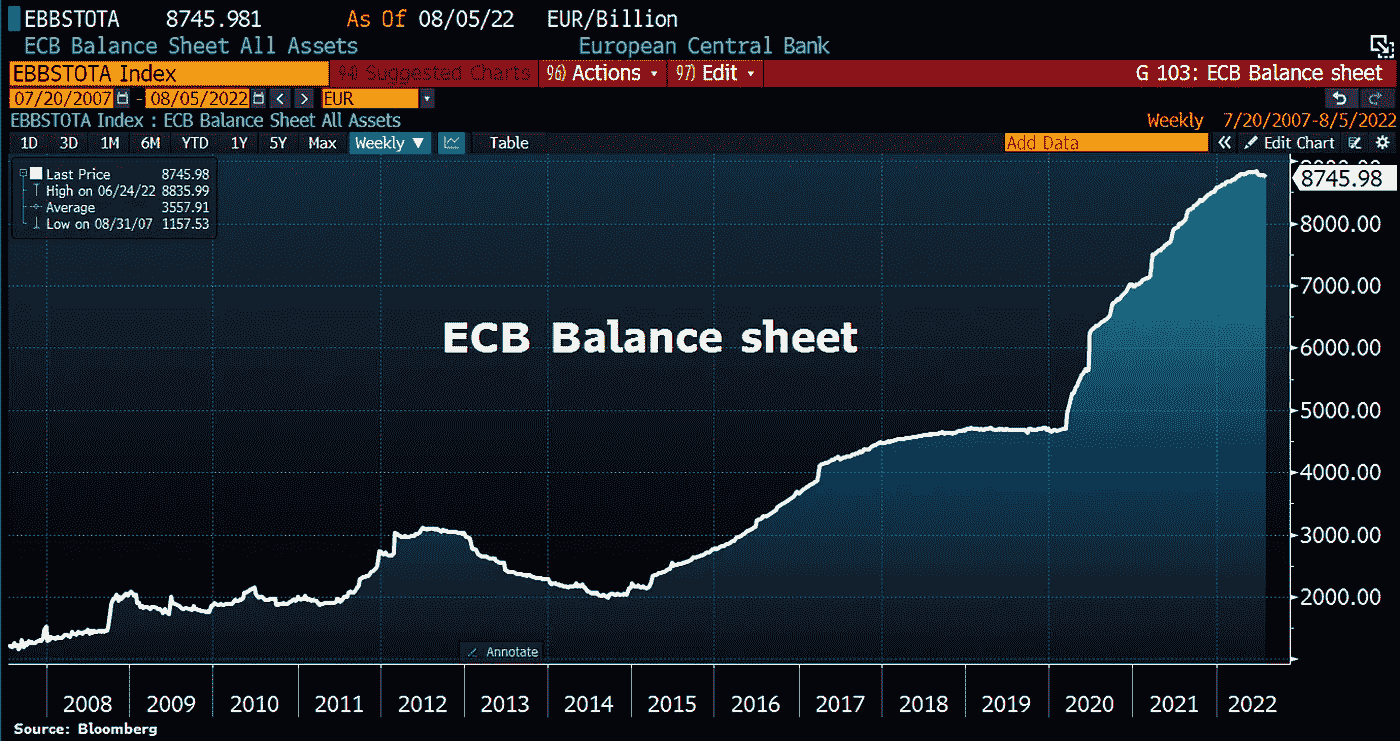 EBBSTOTA 8745.981 As Of 08/05/22 EUR/Billion
ECB Balance Sheet All Assets European Central Bank
EBBSTOTA Index 94) Suggested Charts 96) Actions 97) Edit G 103: ECB Balance sheet
07/20/2007 - 08/05/2022 EUR
EBBSTOTA Index : ECB Balance Sheet All Assets Weekly 7/20/2007-8/5/2022
1D 3D 1M 6M YTD 1Y 5Y Max Weekly ▼ Table Add Data « Edit Chart
Last Price 8745.98
High on 06/24/22 8835.99
Average 3557.91
Low on 08/31/07 1157.53
8745.98
8000.00
7000.00
ECB Balance sheet
6000.00
5000.00
4000.00
3000.00
2000.00
Annotate
2008 2009 2010 2011 2012 2013 2014 2015 2016 2017 2018 2019 2020 2021 2022
Source: Bloomberg